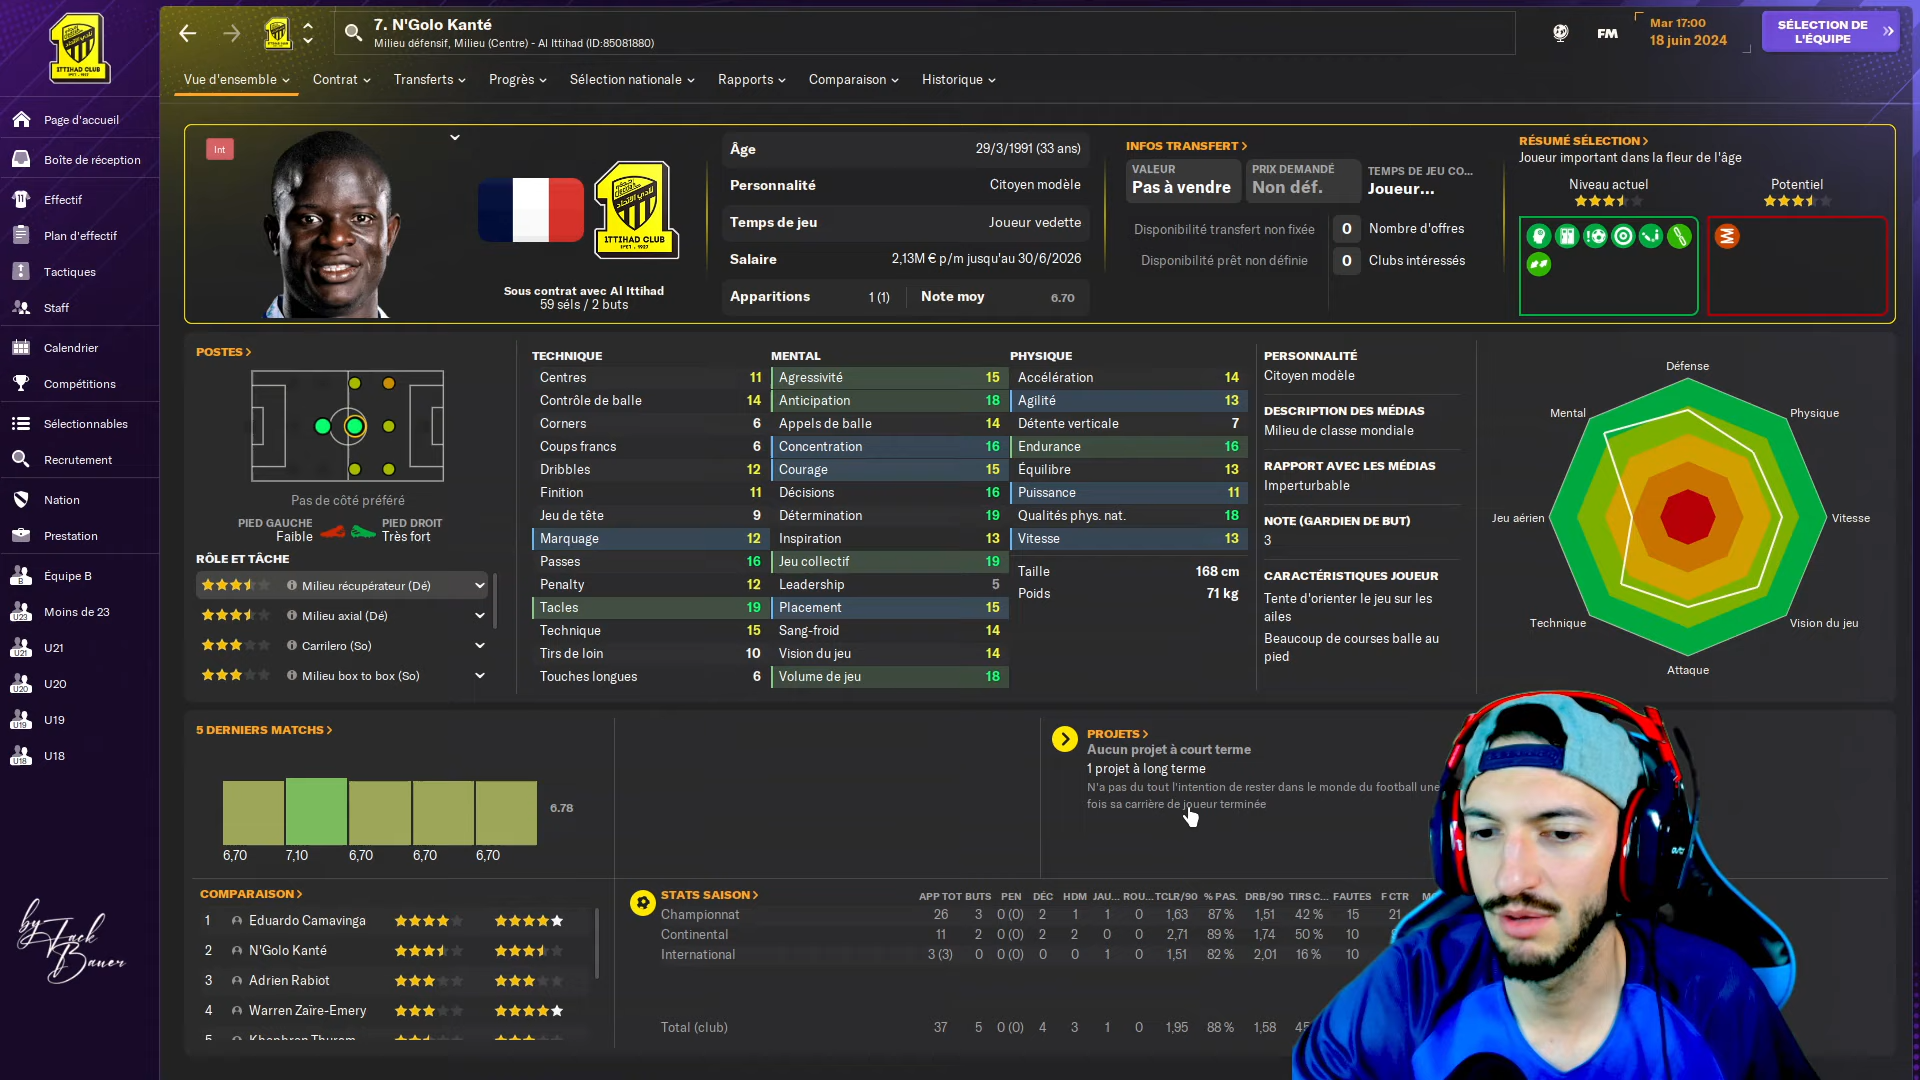 7. N'Golo Kanté
Milieu défensif, Milieu (Centre) - Al Ittihad (ID:85081880)
FM
Mar 17:00
18 juin 2024
SÉLECTION DE
L'ÉQUIPE
ITTIHAD CLUB
Vue d'ensemble
Contrat
Transferts
Progrès
Sélection nationale
Rapports
Comparaison
Historique
Page d'accueil
Boîte de réception
Effectif
Plan d'effectif
Tactiques
Staff
Calendrier
Compétitions
Sélectionnables
Recrutement
Nation
Prestation
Équipe B
Moins de 23
U21
U20
U19
U18
by Jack
Bauer
Int
ITTIHAD CLUB
Sous contrat avec Al Ittihad
59 séls / 2 buts
Âge 29/3/1991 (33 ans)
Personnalité Citoyen modèle
Temps de jeu Joueur vedette
Salaire 2,13M € p/m jusqu'au 30/6/2026
Apparitions 1 (1) Note moy 6.70
INFOS TRANSFERT >
VALEUR
Pas à vendre
PRIX DEMANDÉ
Non déf.
TEMPS DE JEU CO...
Joueur...
Disponibilité transfert non fixée
0 Nombre d'offres
Disponibilité prêt non définie
0 Clubs intéressés
RÉSUMÉ SÉLECTION >
Joueur important dans la fleur de l'âge
Niveau actuel
Potentiel
POSTES >
Pas de côté préféré
PIED GAUCHE
Faible
PIED DROIT
Très fort
RÔLE ET TÂCHE
Milieu récupérateur (Dé)
Milieu axial (Dé)
Carrilero (So)
Milieu box to box (So)
TECHNIQUE
Centres 11
Contrôle de balle 14
Corners 6
Coups francs 6
Dribbles 12
Finition 11
Jeu de tête 9
Marquage 12
Passes 16
Penalty 12
Tacles 19
Technique 15
Tirs de loin 10
Touches longues 6
MENTAL
Agressivité 15
Anticipation 18
Appels de balle 14
Concentration 16
Courage 15
Décisions 16
Détermination 19
Inspiration 13
Jeu collectif 19
Leadership 5
Placement 15
Sang-froid 14
Vision du jeu 14
Volume de jeu 18
PHYSIQUE
Accélération 14
Agilité 13
Détente verticale 7
Endurance 16
Équilibre 13
Puissance 11
Qualités phys. nat. 18
Vitesse 13
Taille 168 cm
Poids 71 kg
PERSONNALITÉ
Citoyen modèle
DESCRIPTION DES MÉDIAS
Milieu de classe mondiale
RAPPORT AVEC LES MÉDIAS
Imperturbable
NOTE (GARDIEN DE BUT)
3
CARACTÉRISTIQUES JOUEUR
Tente d'orienter le jeu sur les
ailes
Beaucoup de courses balle au
pied
Défense
Mental
Physique
Jeu aérien
Vitesse
Technique
Vision du jeu
Attaque
5 DERNIERS MATCHS >
6.78
6,70 7,10 6,70 6,70 6,70
PROJETS >
Aucun projet à court terme
1 projet à long terme
N'a pas du tout l'intention de rester dans le monde du football une
fois sa carrière de joueur terminée
COMPARAISON >
1 Eduardo Camavinga
2 N'Golo Kanté
3 Adrien Rabiot
4 Warren Zaïre-Emery
5 Khephren Thuram
STATS SAISON >
APP TOT BUTS PEN DÉC HDM JAU... ROU... TCLR/90 % PAS. DRB/90 TIRS C... FAUTES F CTR
Championnat 26 3 0 (0) 2 1 1 0 1,63 87 % 1,51 42 % 15 21
Continental 11 2 0 (0) 2 2 0 0 2,71 89 % 1,74 50 % 10
International 3 (3) 0 0 (0) 0 0 1 0 1,51 82 % 2,01 16 % 10
Total (club) 37 5 0 (0) 4 3 1 0 1,95 88 % 1,58